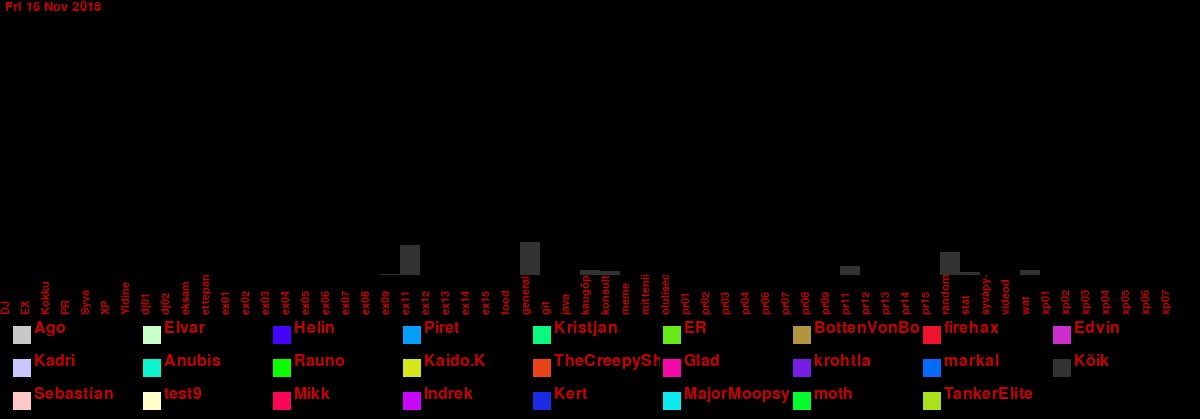 Fri 16 Nov 2018
DJ EX Kokku PR Syva XP Yldine dj01 dj02 eksam ettepan ex01 ex02 ex03 ex04 ex05 ex06 ex07 ex08 ex09 ex11 ex12 ex13 ex14 ex15 food general git java kaugõp konsult meme mittenii olulised pr01 pr02 pr03 pr04 pr06 pr07 pr08 pr09 pr11 pr12 pr13 pr14 pr15 random stat syvapy- videod wat xp01 xp02 xp03 xp04 xp05 xp06 xp07
Ago Elvar Helin Piret Kristjan ER BottenVonBo firehax Edvin
Kadri Anubis Rauno Kaido.K TheCreepySh Glad krohtla markal Kõik
Sebastian test9 Mikk Indrek Kert MajorMoopsy moth TankerElite